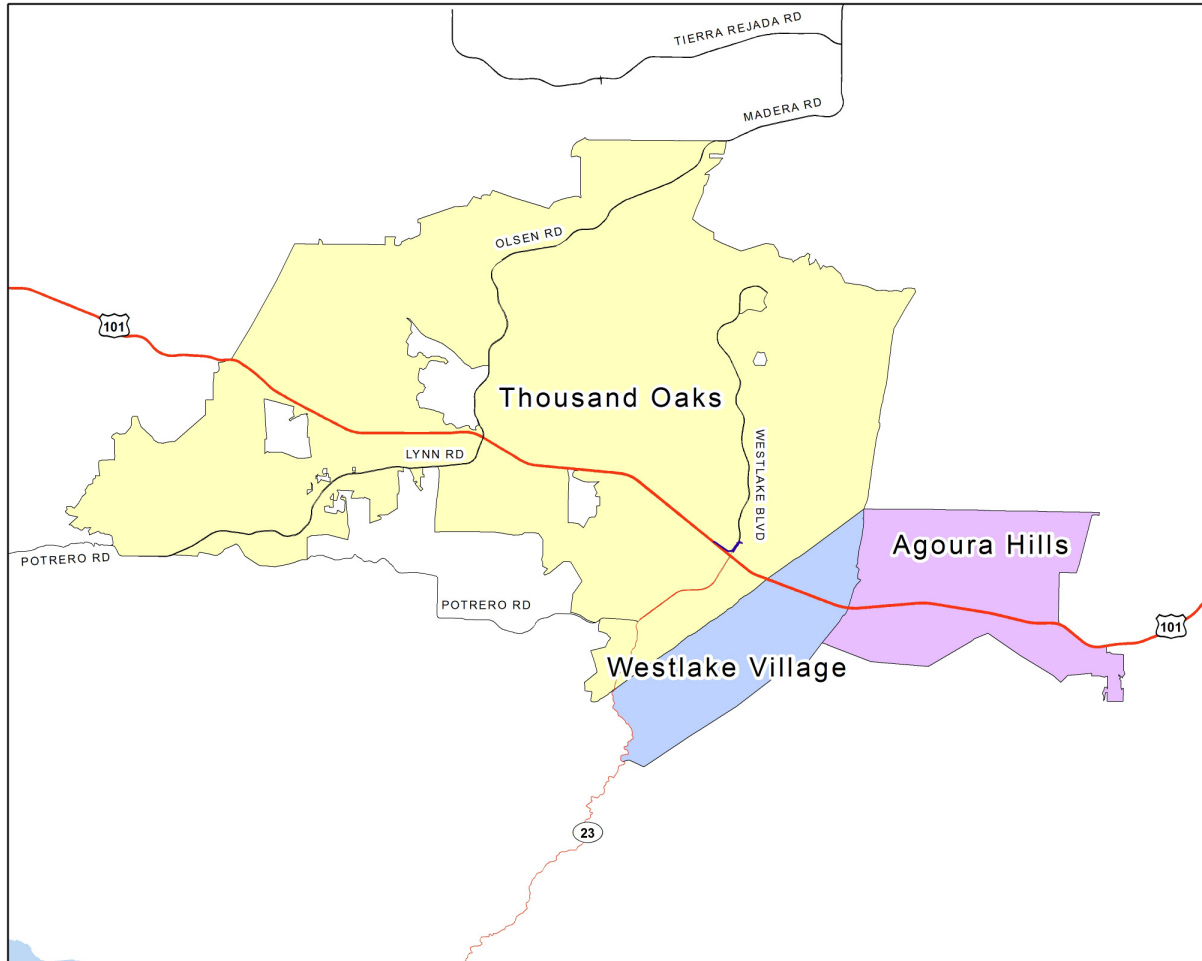 TIERRA REJADA RD
MADERA RD
OLSEN RD
101
Thousand Oaks
WESTLAKE BLVD
LYNN RD
Agoura Hills
POTRERO RD
POTRERO RD
101
Westlake Village
23